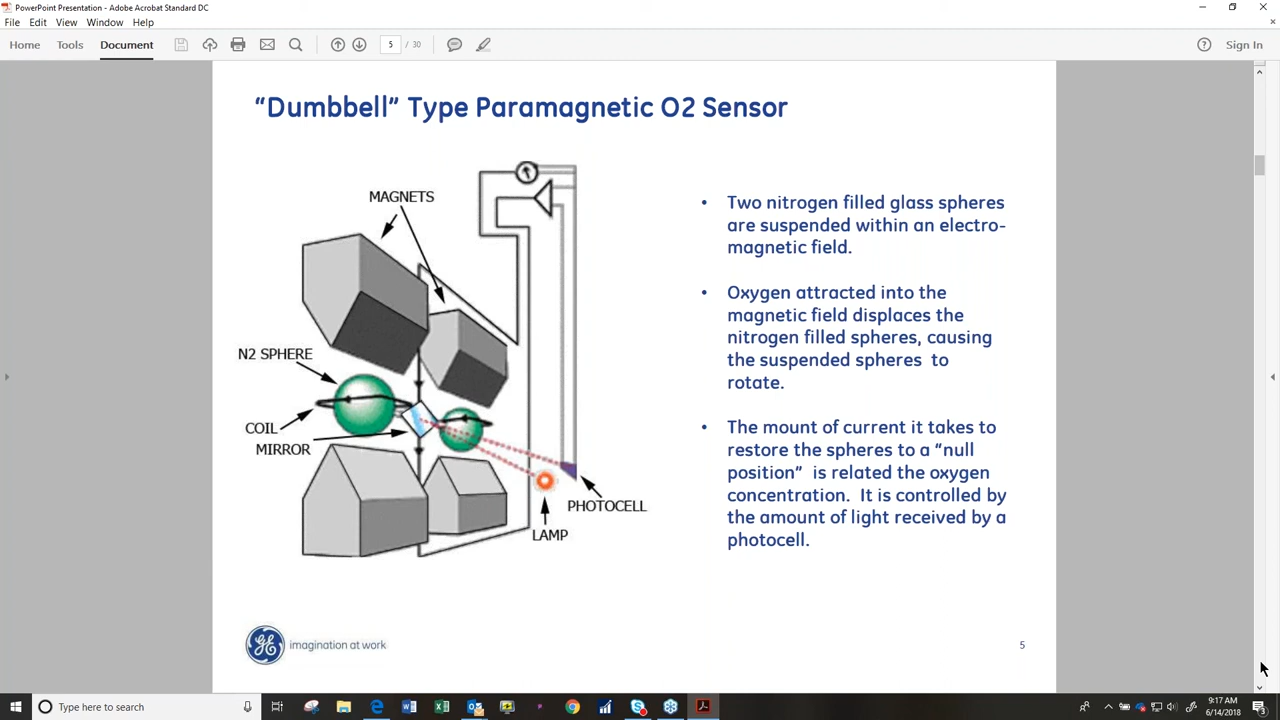 PowerPoint Presentation - Adobe Acrobat Standard DC
File Edit View Window Help
Home Tools Document 5 / 30 Sign In
“Dumbbell” Type Paramagnetic O2 Sensor
MAGNETS
N2 SPHERE
COIL
MIRROR
PHOTOCELL
LAMP
• Two nitrogen filled glass spheres
are suspended within an electro-
magnetic field.
• Oxygen attracted into the
magnetic field displaces the
nitrogen filled spheres, causing
the suspended spheres to
rotate.
• The mount of current it takes to
restore the spheres to a “null
position” is related the oxygen
concentration. It is controlled by
the amount of light received by a
photocell.
GE imagination at work
5
Type here to search
9:17 AM
6/14/2018